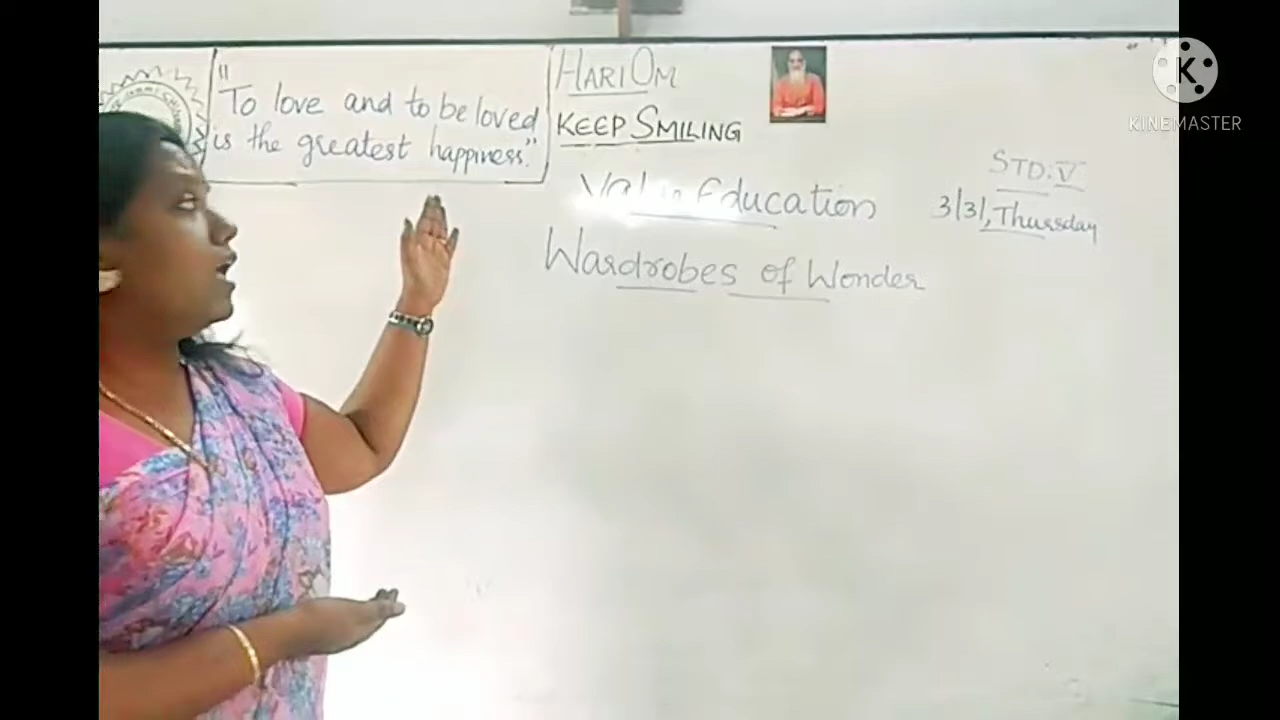 "To love and to be loved
is the greatest happiness."
HARI OM
KEEP SMILING
Education
STD: V
3/3/, Thursday
Wardrobes of Wonder
K
KINEMASTER